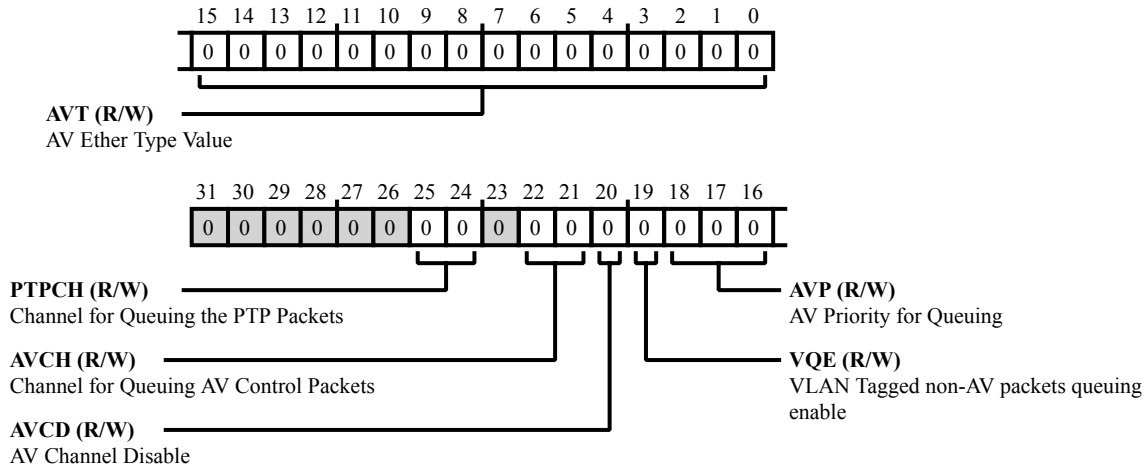 15 14 13 12 11 10 9 8 7 6 5 4 3 2 1 0
0 0 0 0 0 0 0 0 0 0 0 0 0 0 0 0
AVT (R/W)
AV Ether Type Value
31 30 29 28 27 26 25 24 23 22 21 20 19 18 17 16
0 0 0 0 0 0 0 0 0 0 0 0 0 0 0 0
PTPCH (R/W)
Channel for Queuing the PTP Packets
AVCH (R/W)
Channel for Queuing AV Control Packets
AVCD (R/W)
AV Channel Disable
AVP (R/W)
AV Priority for Queuing
VQE (R/W)
VLAN Tagged non-AV packets queuing
enable